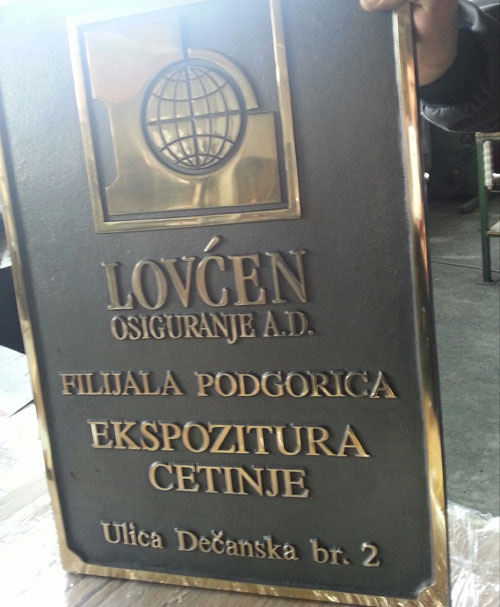 LOVĆEN
OSIGURANJE A.D.
FILIJALA PODGORICA
EKSPOZITURA
CETINJE
Ulica Dečanska br. 2